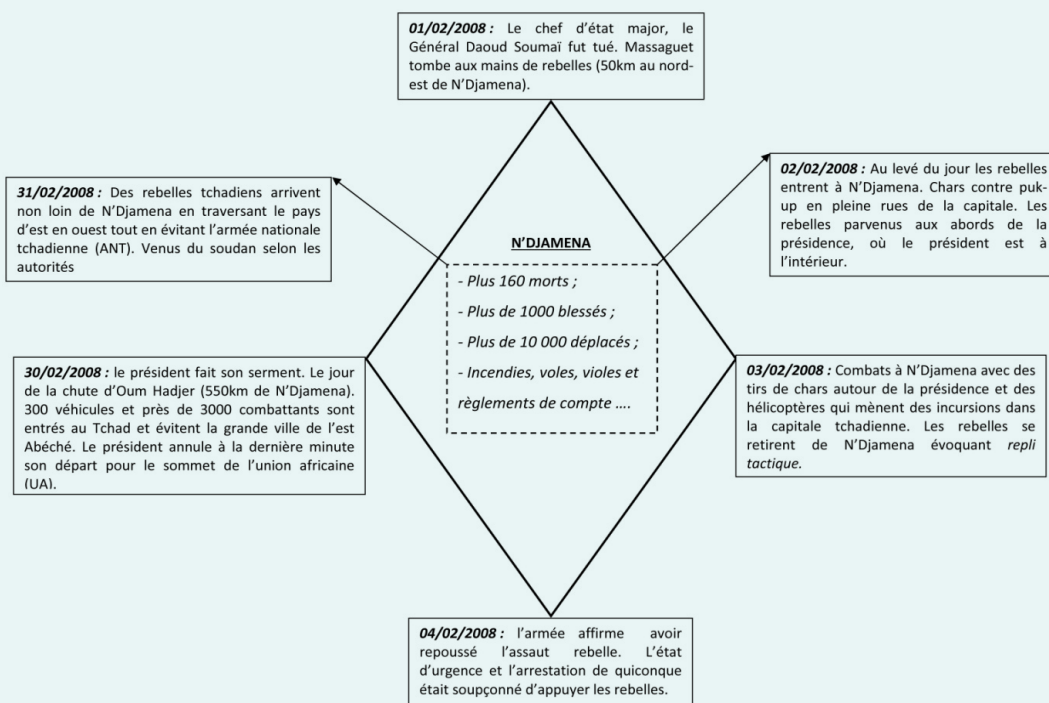 01/02/2008 : Le chef d’état major, le
Général Daoud Soumaï fut tué. Massaguet
tombe aux mains de rebelles (50km au nord-
est de N’Djamena).
31/02/2008 : Des rebelles tchadiens arrivent
non loin de N’Djamena en traversant le pays
d’est en ouest tout en évitant l’armée nationale
tchadienne (ANT). Venus du soudan selon les
autorités
02/02/2008 : Au levé du jour les rebelles
entrent à N’Djamena. Chars contre puk-
up en pleine rues de la capitale. Les
rebelles parvenus aux abords de la
présidence, où le président est à
l’intérieur.
N’DJAMENA
- Plus 160 morts ;
- Plus de 1000 blessés ;
- Plus de 10 000 déplacés ;
- Incendies, voles, violes et
règlements de compte ....
30/02/2008 : le président fait son serment. Le jour
de la chute d’Oum Hadjer (550km de N’Djamena).
300 véhicules et près de 3000 combattants sont
entrés au Tchad et évitent la grande ville de l’est
Abéché. Le président annule à la dernière minute
son départ pour le sommet de l’union africaine
(UA).
03/02/2008 : Combats à N’Djamena avec des
tirs de chars autour de la présidence et des
hélicoptères qui mènent des incursions dans
la capitale tchadienne. Les rebelles se
retirent de N’Djamena évoquant repli
tactique.
04/02/2008 : l’armée affirme avoir
repoussé l’assaut rebelle. L’état
d’urgence et l’arrestation de quiconque
était soupçonné d’appuyer les rebelles.